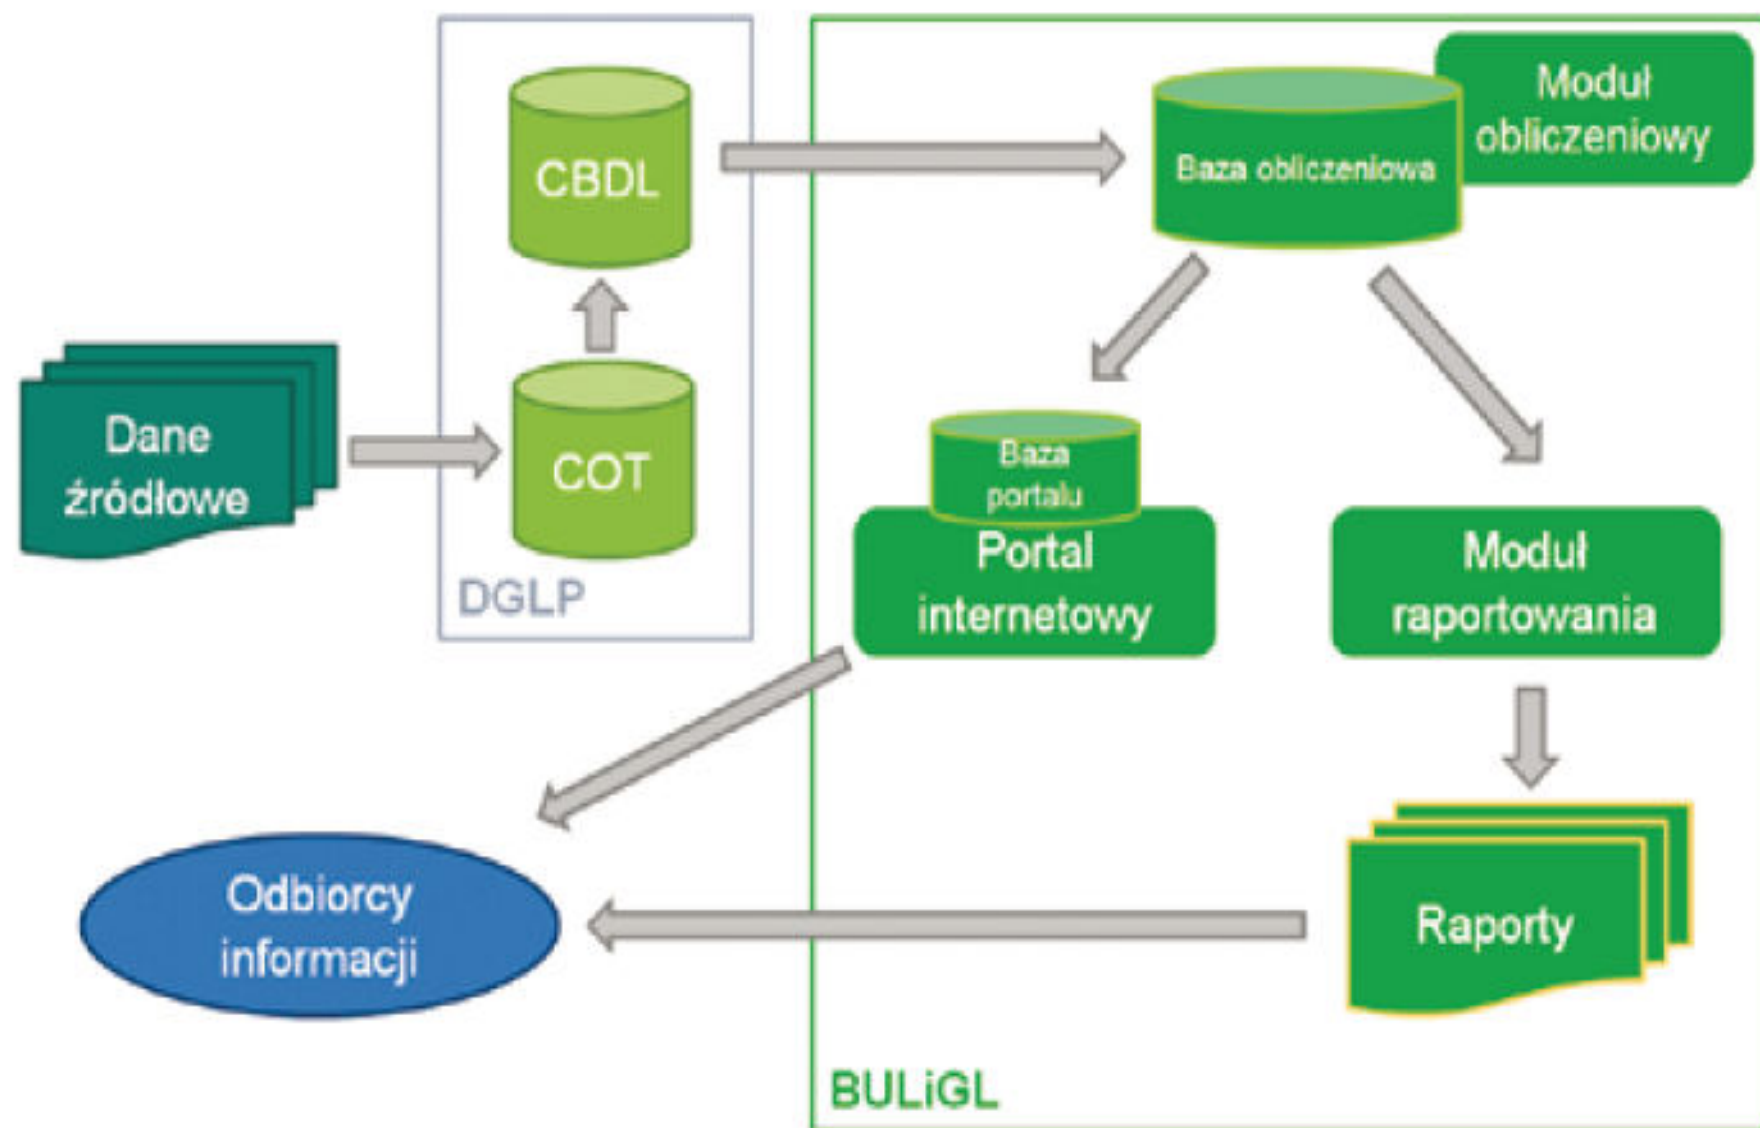 CBDL
Moduł
obliczeniowy
Baza obliczeniowa
Dane
źródłowe
COT
DGLP
Baza
portalu
Portal
internetowy
Moduł
raportowania
Odbiorcy
informacji
Raporty
BULiGL